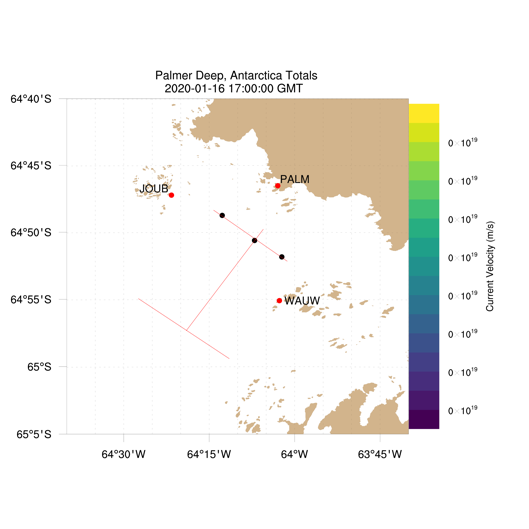 Palmer Deep, Antarctica Totals
2020-01-16 17:00:00 GMT
64°40'S
64°45'S
64°50'S
64°55'S
65°S
65°5'S
64°30'W
64°15'W
64°W
63°45'W
JOUB
PALM
WAUW
0×10¹⁹
0×10¹⁹
0×10¹⁹
0×10¹⁹
0×10¹⁹
0×10¹⁹
0×10¹⁹
0×10¹⁹
Current Velocity (m/s)